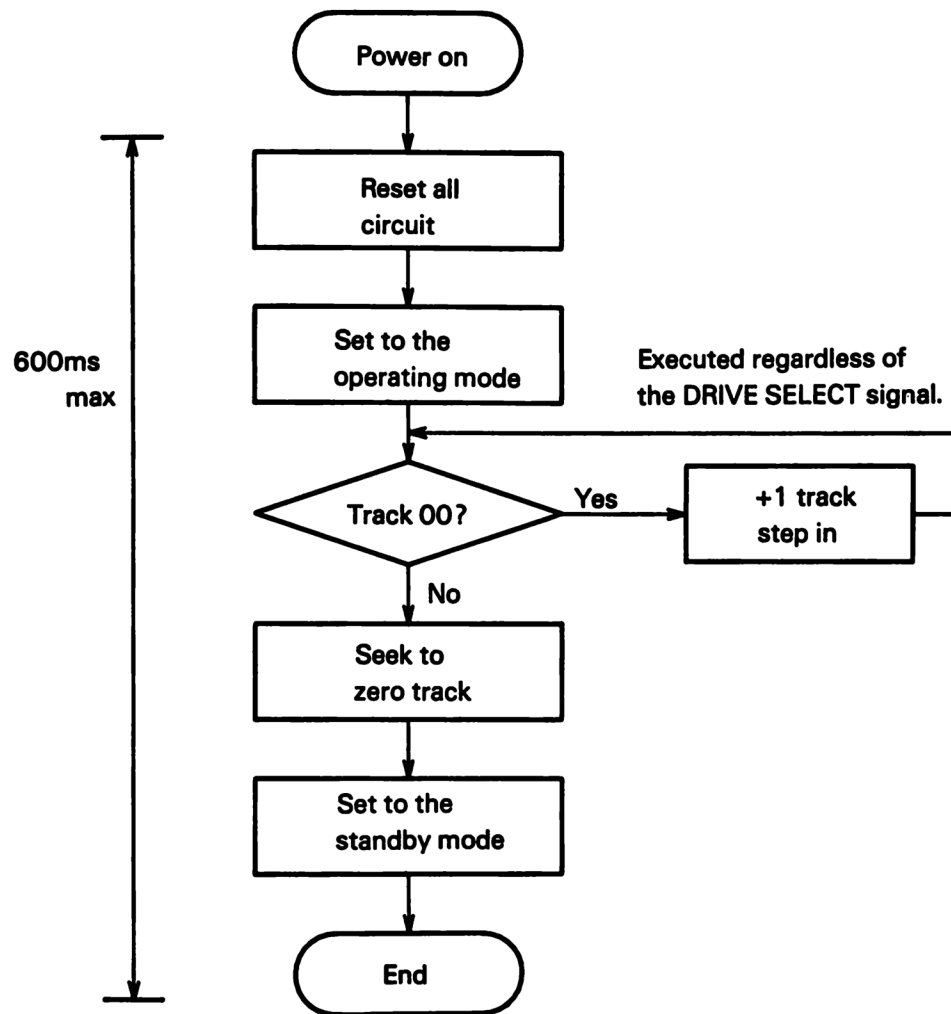 Power on
Reset all
circuit
Set to the
operating mode
600ms
max
Executed regardless of
the DRIVE SELECT signal.
Track 00?
Yes
+1 track
step in
No
Seek to
zero track
Set to the
standby mode
End